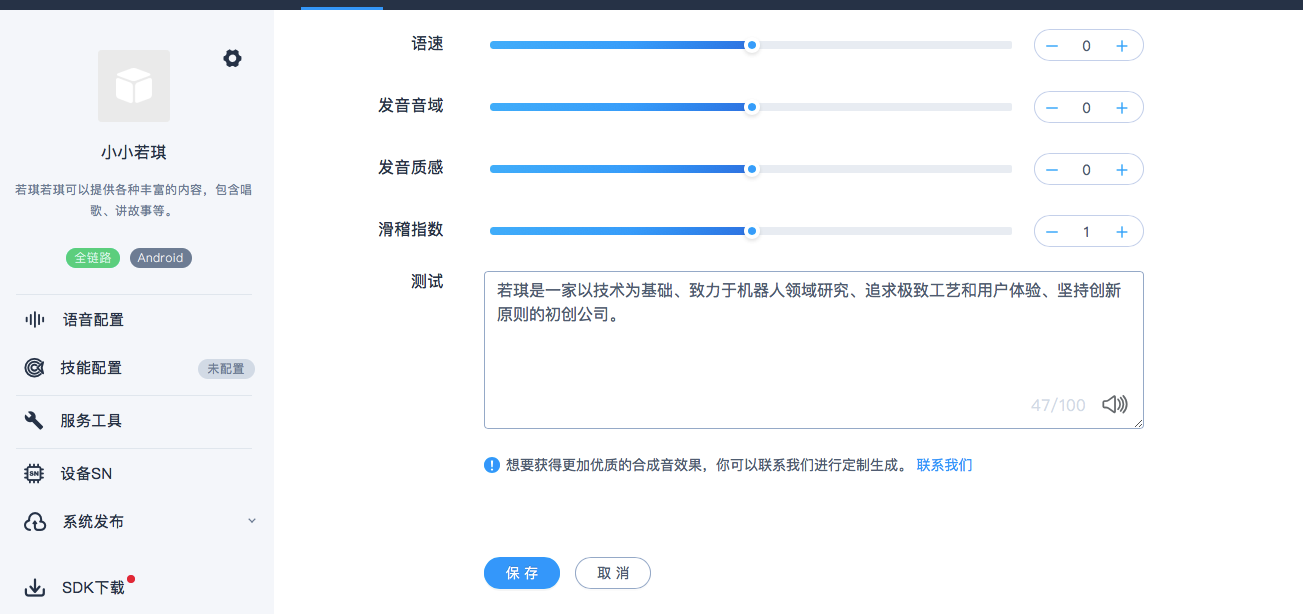 小小若琪
若琪若琪可以提供各种丰富的内容，包含唱
歌、讲故事等。
全链路 Android
语音配置
技能配置 未配置
服务工具
设备SN
系统发布
SDK下载
语速 0
发音音域 0
发音质感 0
滑稽指数 1
测试
若琪是一家以技术为基础、致力于机器人领域研究、追求极致工艺和用户体验、坚持创新
原则的初创公司。
47/100
想要获得更加优质的合成音效果，你可以联系我们进行定制生成。 联系我们
保存 取消